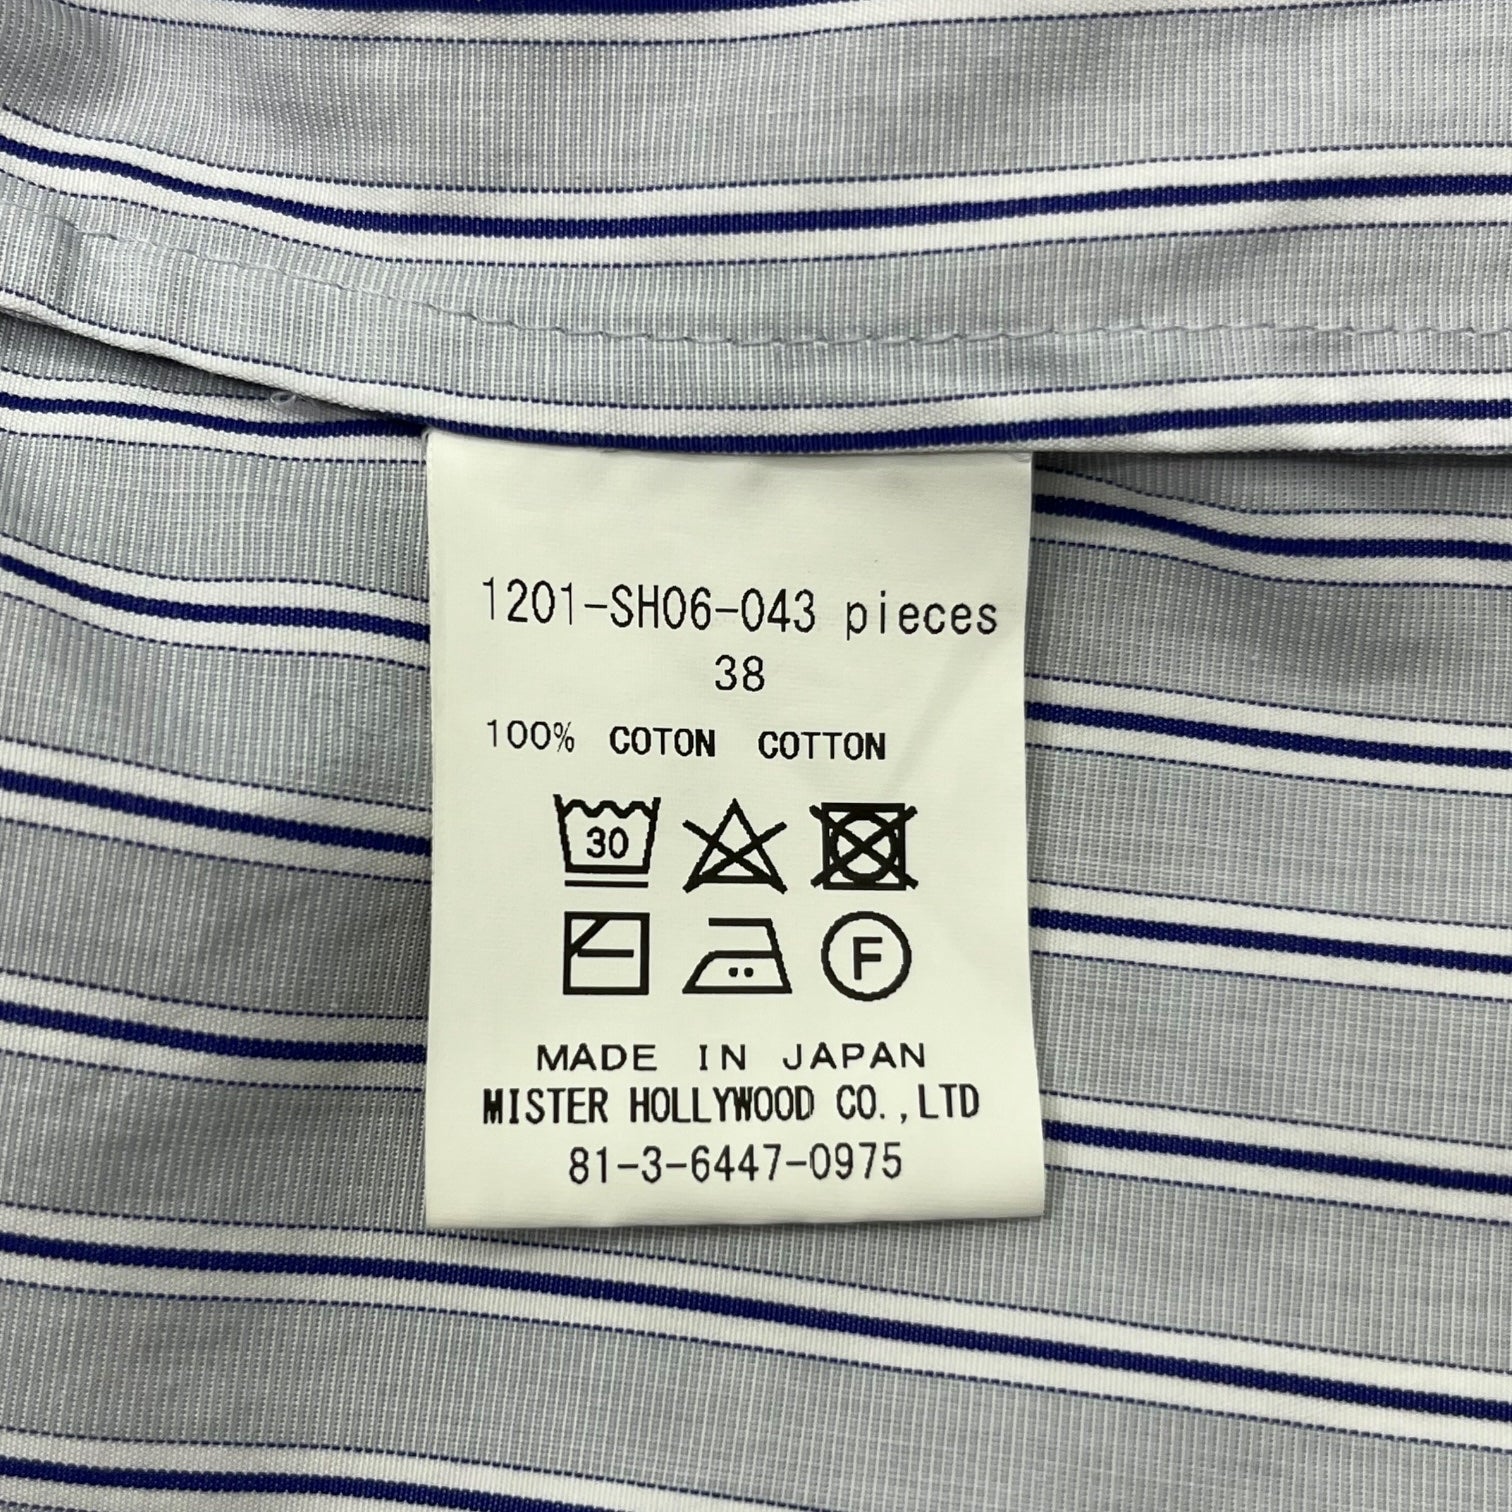 1201-SH06-043 pieces
38
100% COTON COTTON
30
F
MADE IN JAPAN
MISTER HOLLYWOOD CO.,LTD
81-3-6447-0975